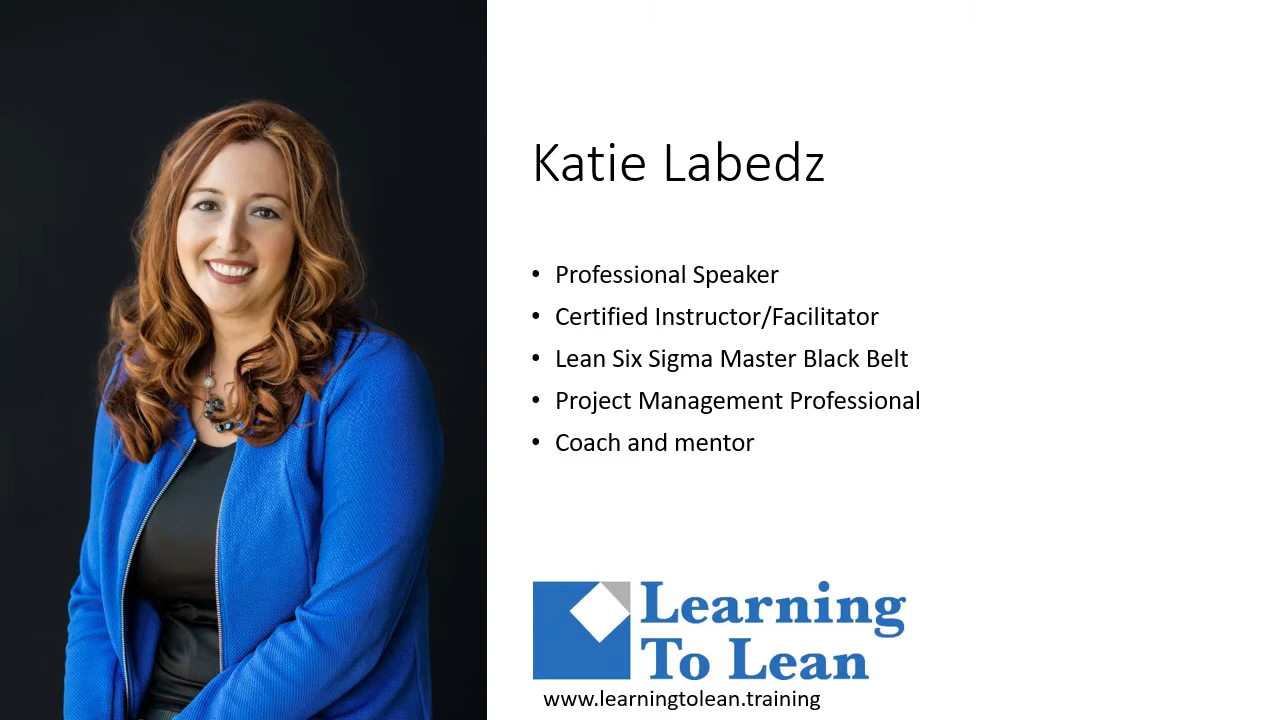 Katie Labedz
• Professional Speaker
• Certified Instructor/Facilitator
• Lean Six Sigma Master Black Belt
• Project Management Professional
• Coach and mentor
Learning
To Lean
www.learningtolean.training